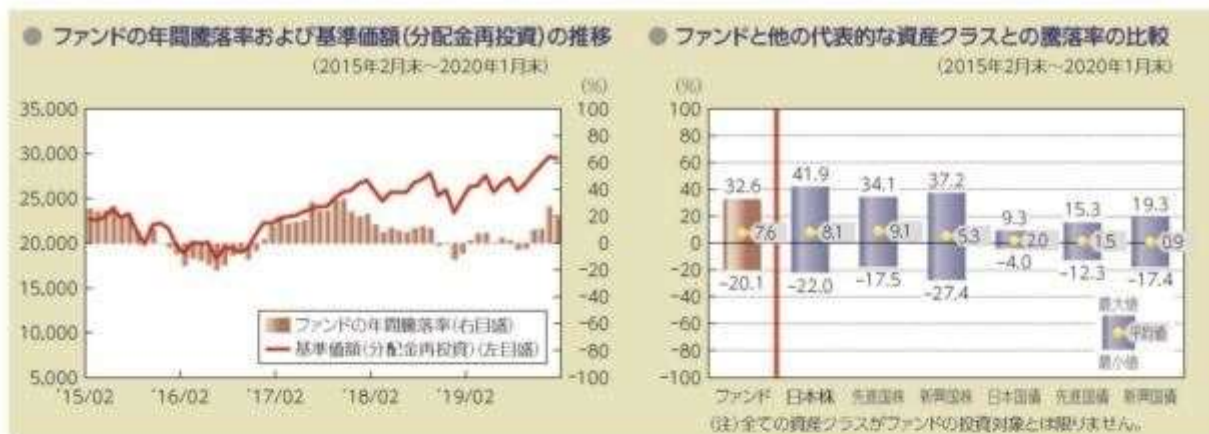 ● ファンドの年間騰落率および基準価額(分配金再投資)の推移
(2015年2月末～2020年1月末)
(%)
35,000
30,000
25,000
20,000
15,000
10,000
5,000
100
80
60
40
20
0
-20
-40
-60
-80
-100
ファンドの年間騰落率(右目盛)
基準価額(分配金再投資)(左目盛)
'15/02 '16/02 '17/02 '18/02 '19/02
● ファンドと他の代表的な資産クラスとの騰落率の比較
(2015年2月末～2020年1月末)
(%)
100
80
60
40
20
0
-20
-40
-60
-80
-100
32.6 41.9 34.1 37.2 9.3 15.3 19.3
7.6 8.1 9.1 5.3 2.0 1.5 0.9
-20.1 -22.0 -17.5 -27.4 -4.0 -12.3 -17.4
最大値
平均値
最小値
ファンド 日本株 先進国株 新興国株 日本国債 先進国債 新興国債
(注)全ての資産クラスがファンドの投資対象とは限りません。